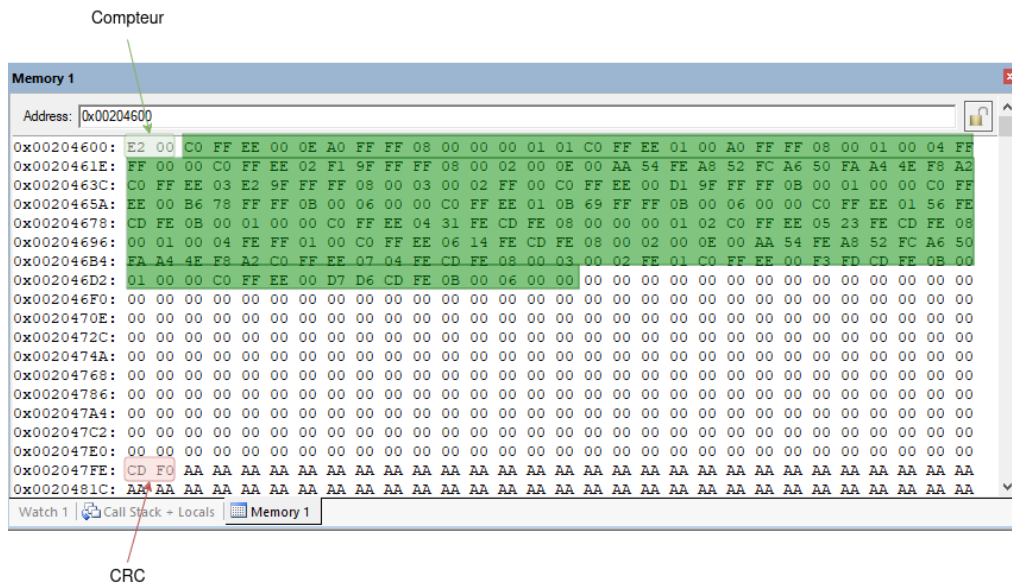 Compteur
Memory 1
Address: 0x00204600
0x00204600: E2 00 C0 FF EE 00 0E A0 FF FF 08 00 00 00 01 01 C0 FF EE 01 00 A0 FF FF 08 00 01 00 04 FF
0x0020461E: FF 00 00 C0 FF EE 02 F1 9F FF FF 08 00 02 00 0E 00 AA 54 FE A8 52 FC A6 50 FA A4 4E F8 A2
0x0020463C: C0 FF EE 03 E2 9F FF FF 08 00 03 00 02 FF 00 C0 FF EE 00 D1 9F FF FF 0B 00 01 00 00 C0 FF
0x0020465A: EE 00 B6 78 FF FF 0B 00 06 00 00 C0 FF EE 01 0B 69 FF FF 0B 00 06 00 00 C0 FF EE 01 56 FE
0x00204678: CD FE 0B 00 01 00 00 C0 FF EE 04 31 FE CD FE 08 00 00 00 01 02 C0 FF EE 05 23 FE CD FE 08
0x00204696: 00 01 00 04 FE FF 01 00 C0 FF EE 06 14 FE CD FE 08 00 02 00 0E 00 AA 54 FE A8 52 FC A6 50
0x002046B4: FA A4 4E F8 A2 C0 FF EE 07 04 FE CD FE 08 00 03 00 02 FE 01 C0 FF EE 00 F3 FD CD FE 0B 00
0x002046D2: 01 00 00 C0 FF EE 00 D7 D6 CD FE 0B 00 06 00 00 00 00 00 00 00 00 00 00 00 00 00 00 00 00
0x002046F0: 00 00 00 00 00 00 00 00 00 00 00 00 00 00 00 00 00 00 00 00 00 00 00 00 00 00 00 00 00 00
0x0020470E: 00 00 00 00 00 00 00 00 00 00 00 00 00 00 00 00 00 00 00 00 00 00 00 00 00 00 00 00 00 00
0x0020472C: 00 00 00 00 00 00 00 00 00 00 00 00 00 00 00 00 00 00 00 00 00 00 00 00 00 00 00 00 00 00
0x0020474A: 00 00 00 00 00 00 00 00 00 00 00 00 00 00 00 00 00 00 00 00 00 00 00 00 00 00 00 00 00 00
0x00204768: 00 00 00 00 00 00 00 00 00 00 00 00 00 00 00 00 00 00 00 00 00 00 00 00 00 00 00 00 00 00
0x00204786: 00 00 00 00 00 00 00 00 00 00 00 00 00 00 00 00 00 00 00 00 00 00 00 00 00 00 00 00 00 00
0x002047A4: 00 00 00 00 00 00 00 00 00 00 00 00 00 00 00 00 00 00 00 00 00 00 00 00 00 00 00 00 00 00
0x002047C2: 00 00 00 00 00 00 00 00 00 00 00 00 00 00 00 00 00 00 00 00 00 00 00 00 00 00 00 00 00 00
0x002047E0: 00 00 00 00 00 00 00 00 00 00 00 00 00 00 00 00 00 00 00 00 00 00 00 00 00 00 00 00 00 00
0x002047FE: CD F0 AA AA AA AA AA AA AA AA AA AA AA AA AA AA AA AA AA AA AA AA AA AA AA AA AA AA AA AA
0x0020481C: AA AA AA AA AA AA AA AA AA AA AA AA AA AA AA AA AA AA AA AA AA AA AA AA AA AA AA AA AA AA
Watch 1 Call Stack + Locals Memory 1
CRC